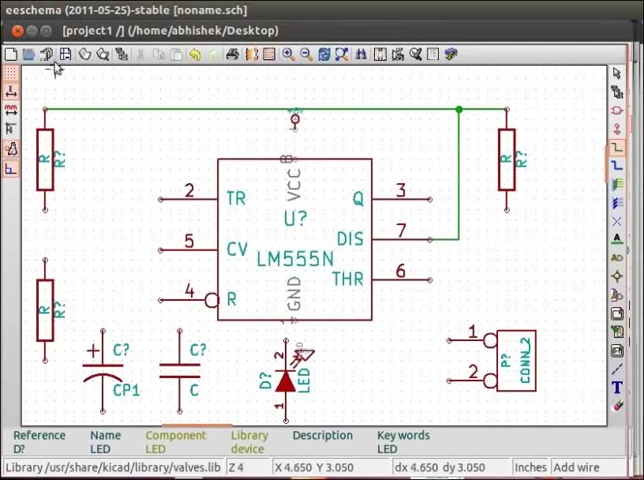 eeschema (2011-05-25)-stable [noname.sch]
[project1 /] (/home/abhishek/Desktop)
R
R?
R
R?
R
R?
2
TR
5
CV
4
R
VCC
8
U?
LM555N
GND
Q
3
DIS
7
THR
6
C?
CP1
C?
C
D?
LED
2
1
1
2
P?
CONN_2
T
Reference
Name
Component
Library
Description
Key words
D?
LED
LED
device
LED
Library /usr/share/kicad/library/valves.lib
Z 4
X 4.650 Y 3.050
dx 4.650 dy 3.050
Inches
Add wire